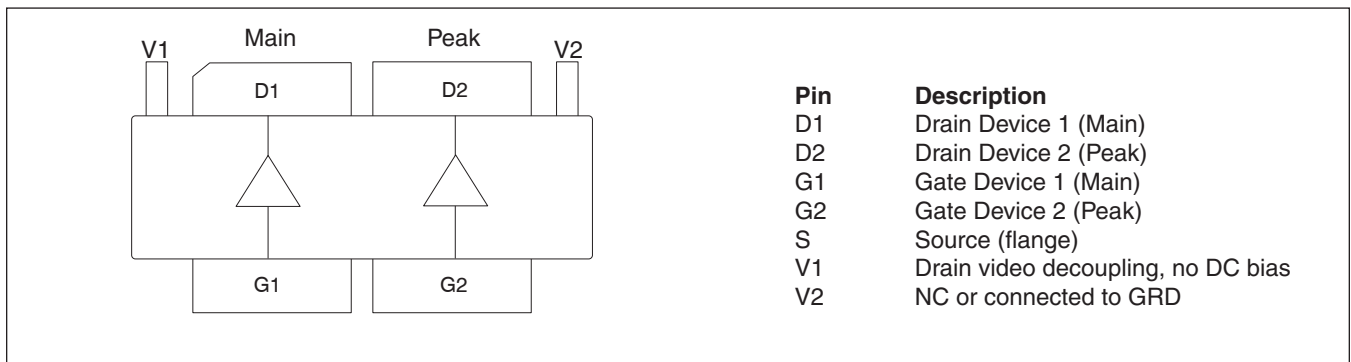 Main Peak
V1 V2
D1 D2
G1 G2
Pin Description
D1 Drain Device 1 (Main)
D2 Drain Device 2 (Peak)
G1 Gate Device 1 (Main)
G2 Gate Device 2 (Peak)
S Source (flange)
V1 Drain video decoupling, no DC bias
V2 NC or connected to GRD